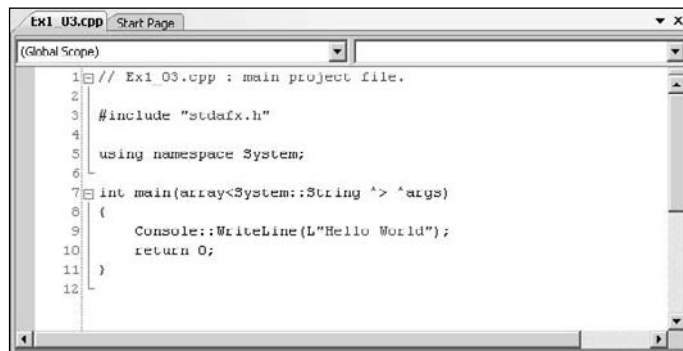 Ex1_03.cpp Start Page
(Global Scope)
1 // Ex1_03.cpp : main project file.
2
3 #include "stdafx.h"
4
5 using namespace System;
6
7 int main(array<System::String ^> ^args)
8 {
9 Console::WriteLine(L"Hello World");
10 return 0;
11 }
12